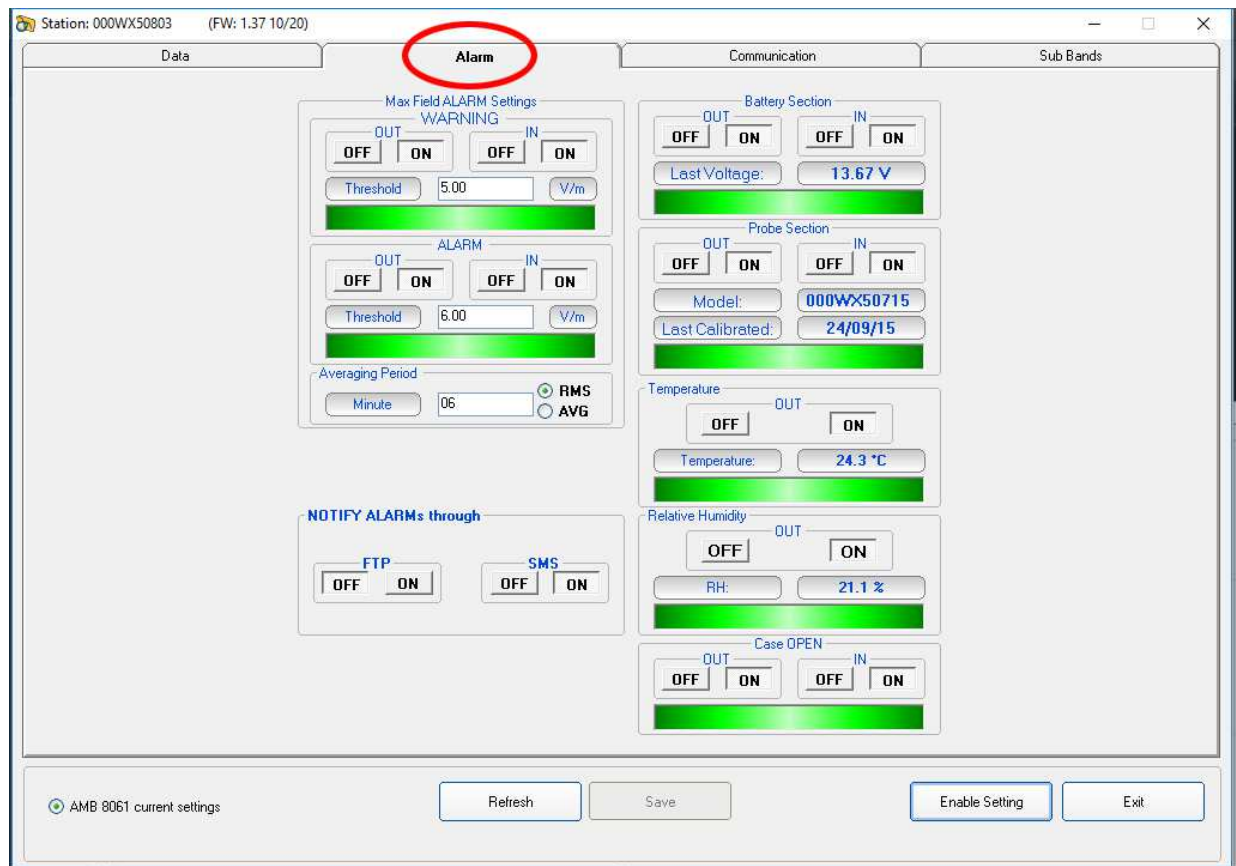 Station: 000WX50803 (FW: 1.37 10/20)
Data Alarm Communication Sub Bands
Max Field ALARM Settings
WARNING
OUT IN
OFF ON OFF ON
Threshold 5.00 V/m
ALARM
OUT IN
OFF ON OFF ON
Threshold 6.00 V/m
Averaging Period
Minute 06 RMS
AVG
NOTIFY ALARMs through
FTP SMS
OFF ON OFF ON
Battery Section
OUT IN
OFF ON OFF ON
Last Voltage: 13.67 V
Probe Section
OUT IN
OFF ON OFF ON
Model: 000WX50715
Last Calibrated: 24/09/15
Temperature
OUT
OFF ON
Temperature: 24.3 °C
Relative Humidity
OUT
OFF ON
RH: 21.1 %
Case OPEN
OUT IN
OFF ON OFF ON
AMB 8061 current settings Refresh Save Enable Setting Exit